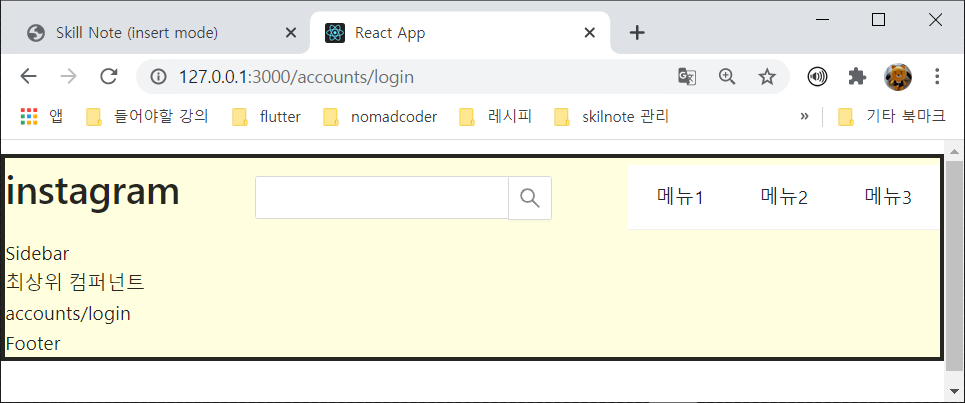 Skill Note (insert mode)
React App
127.0.0.1:3000/accounts/login
앱
들어야할 강의
flutter
nomadcoder
레시피
skilnote 관리
»
기타 북마크
instagram
메뉴1
메뉴2
메뉴3
Sidebar
최상위 컴퍼넌트
accounts/login
Footer